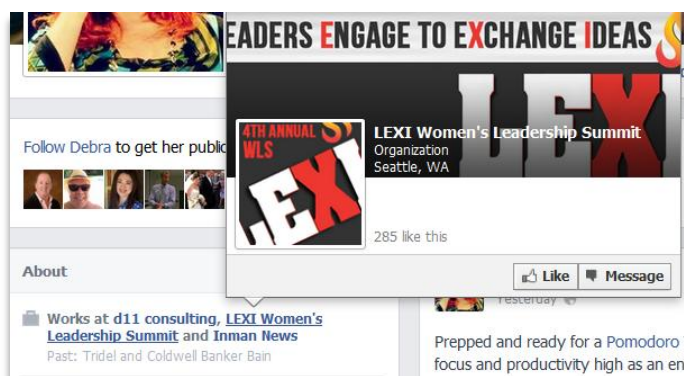 EADERS ENGAGE TO EXCHANGE IDEAS
LEXI
4TH ANNUAL
WLS
LEXI
LEXI Women's Leadership Summit
Organization
Seattle, WA
285 like this
Like
Message
Follow Debra to get her public
About
Works at d11 consulting, LEXI Women's
Leadership Summit and Inman News
Past: Tridel and Coldwell Banker Bain
Yesterday
Prepped and ready for a Pomodoro
focus and productivity high as an en